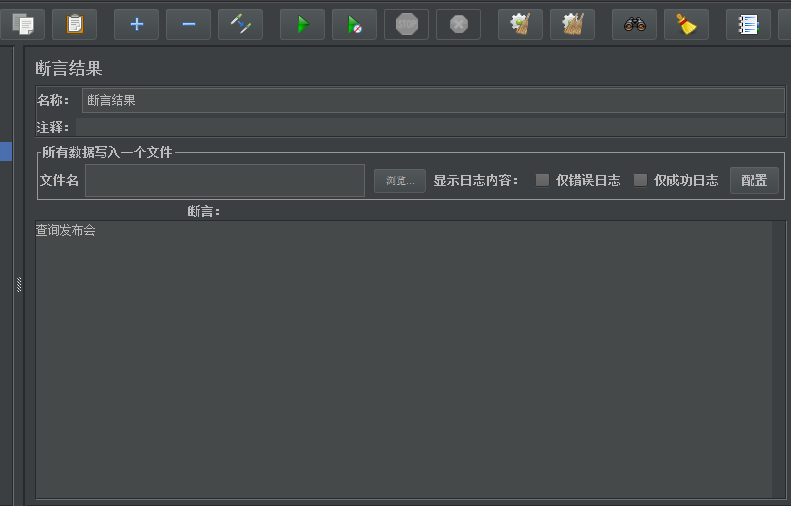 STOP
断言结果
名称： 断言结果
注释：
所有数据写入一个文件
文件名 浏览... 显示日志内容： 仅错误日志 仅成功日志 配置
断言：
查询发布会